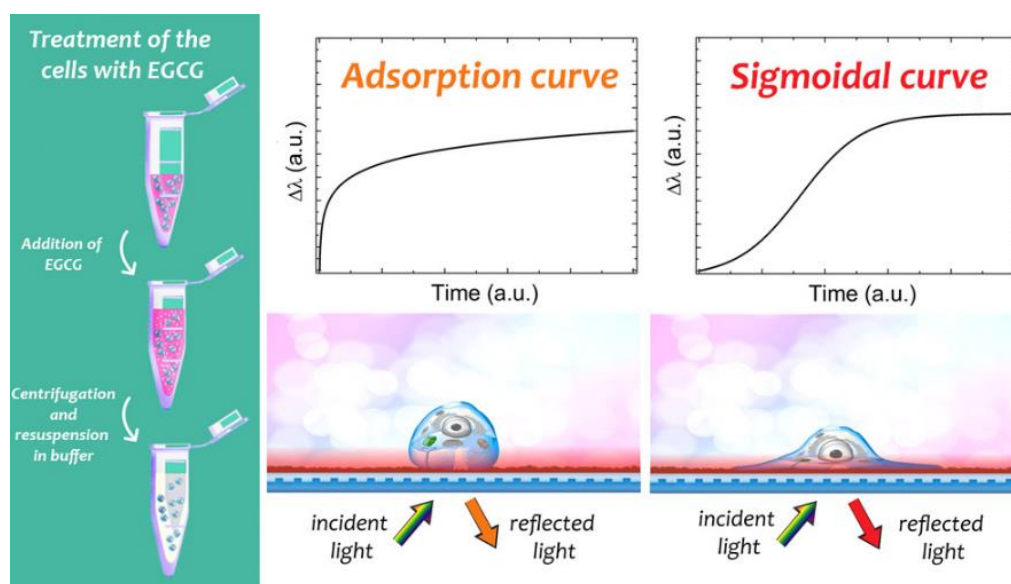 Treatment of the
cells with EGCG
Addition of
EGCG
Centrifugation
and
resuspension
in buffer
Adsorption curve
Δλ (a.u.)
Time (a.u.)
incident
light
reflected
light
Sigmoidal curve
Δλ (a.u.)
Time (a.u.)
incident
light
reflected
light